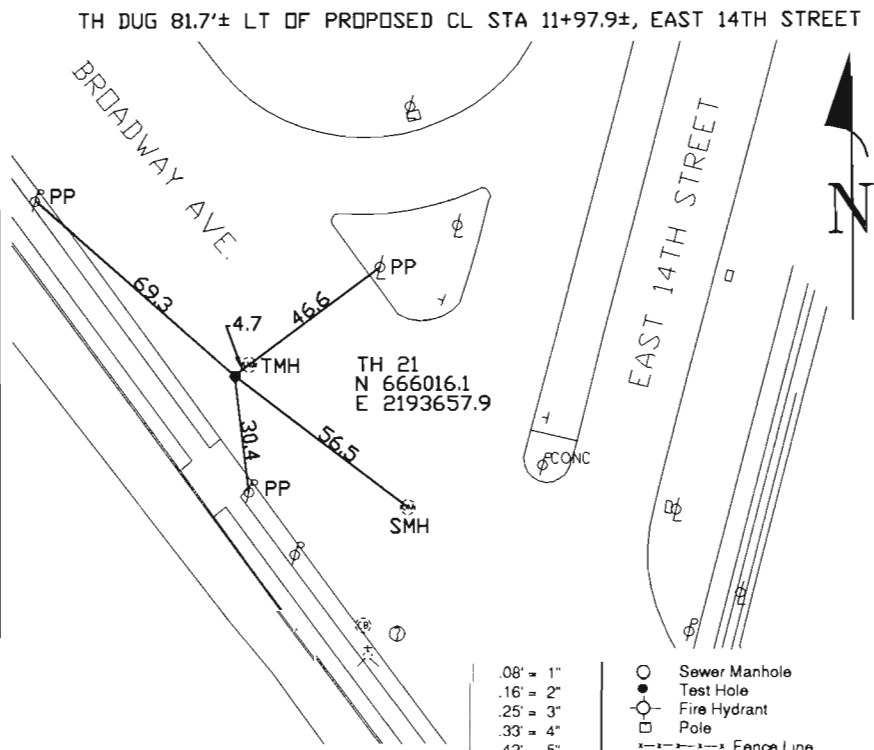 TH DUG 81.7'± LT OF PROPOSED CL STA 11+97.9±, EAST 14TH STREET
BROADWAY AVE.
EAST 14TH STREET
N
PP
69.3
46.6
PP
4.7
TMH
TH 21
N 666016.1
E 2193657.9
30.4
56.5
PP
SMH
CONC
CB
?
.08' = 1"
.16' = 2"
.25' = 3"
.33' = 4"
.42' = 5"
Sewer Manhole
Test Hole
Fire Hydrant
Pole
x—x—x—x—x Fence Line